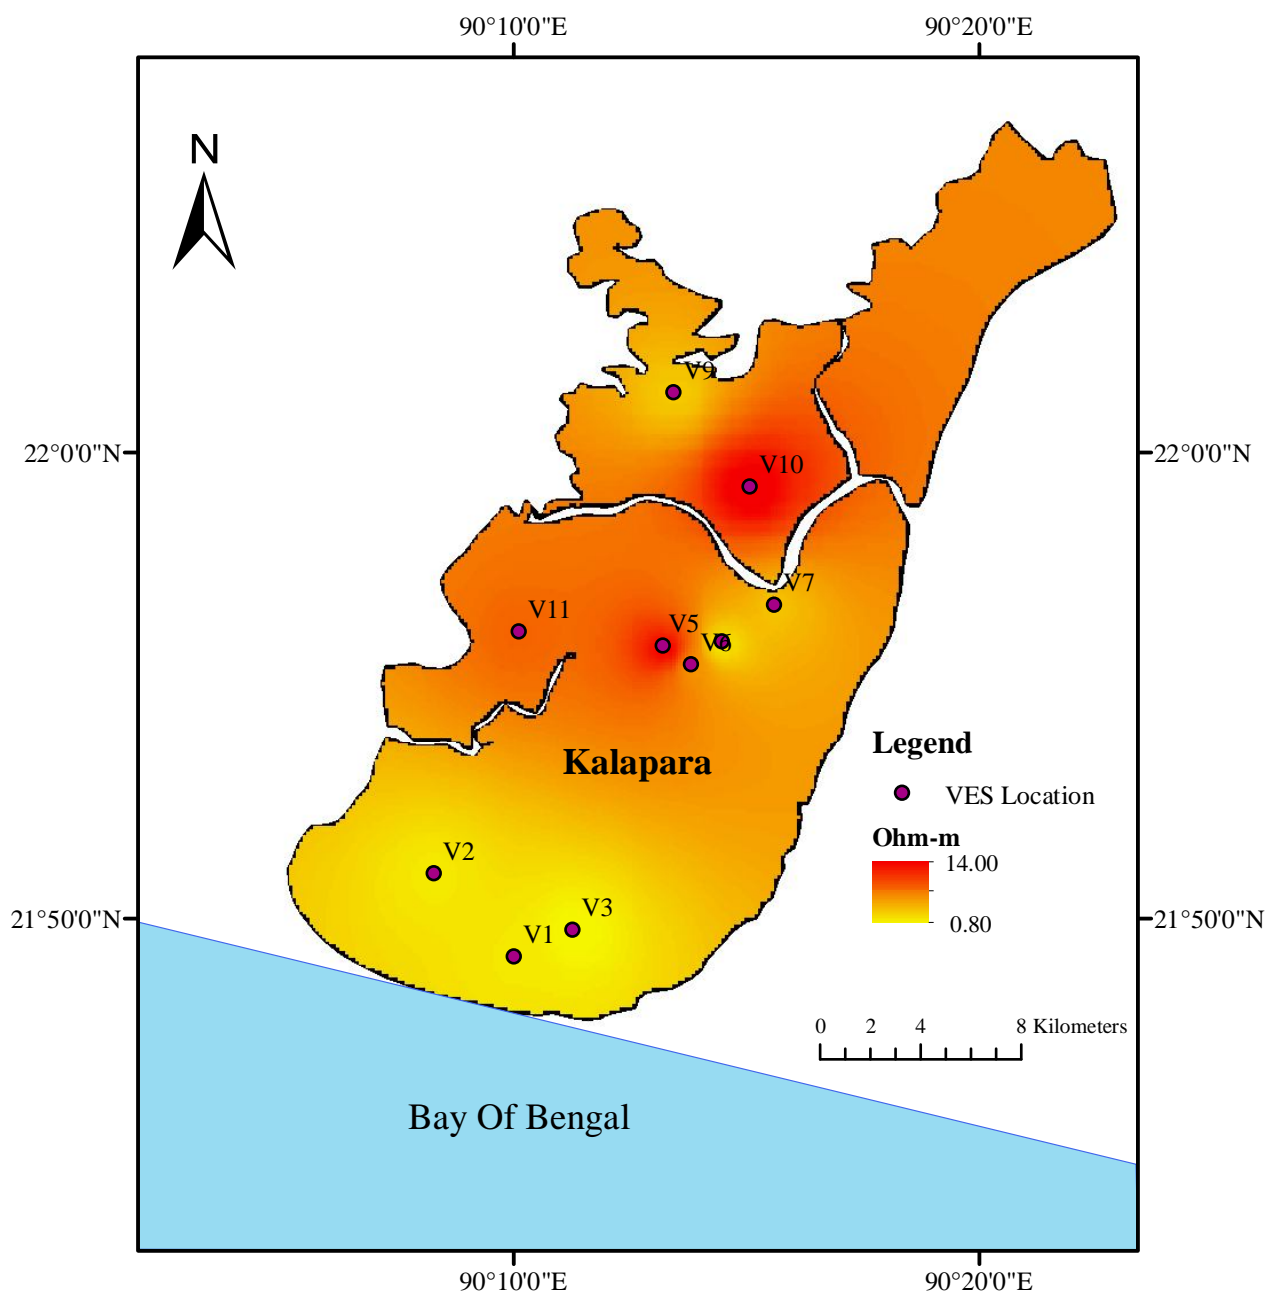 90°10'0"E 90°20'0"E
N
V9
22°0'0"N 22°0'0"N
V10
V7
V11
V5
V6
Legend
Kalapara
VES Location
Ohm-m
14.00
V2
V3
0.80
21°50'0"N 21°50'0"N
V1
0 2 4 8 Kilometers
Bay Of Bengal
90°10'0"E 90°20'0"E